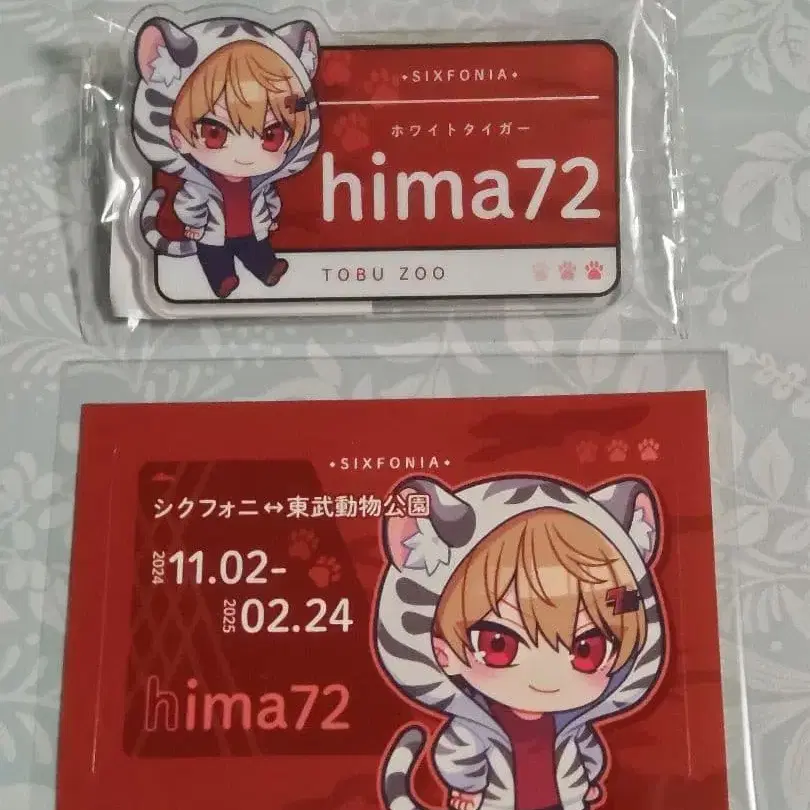 •SIXFONIA•
ホワイトタイガー
hima72
TOBU ZOO
•SIXFONIA•
シクフォニ↔東武動物公園
2024 11.02-
2025 02.24
hima72